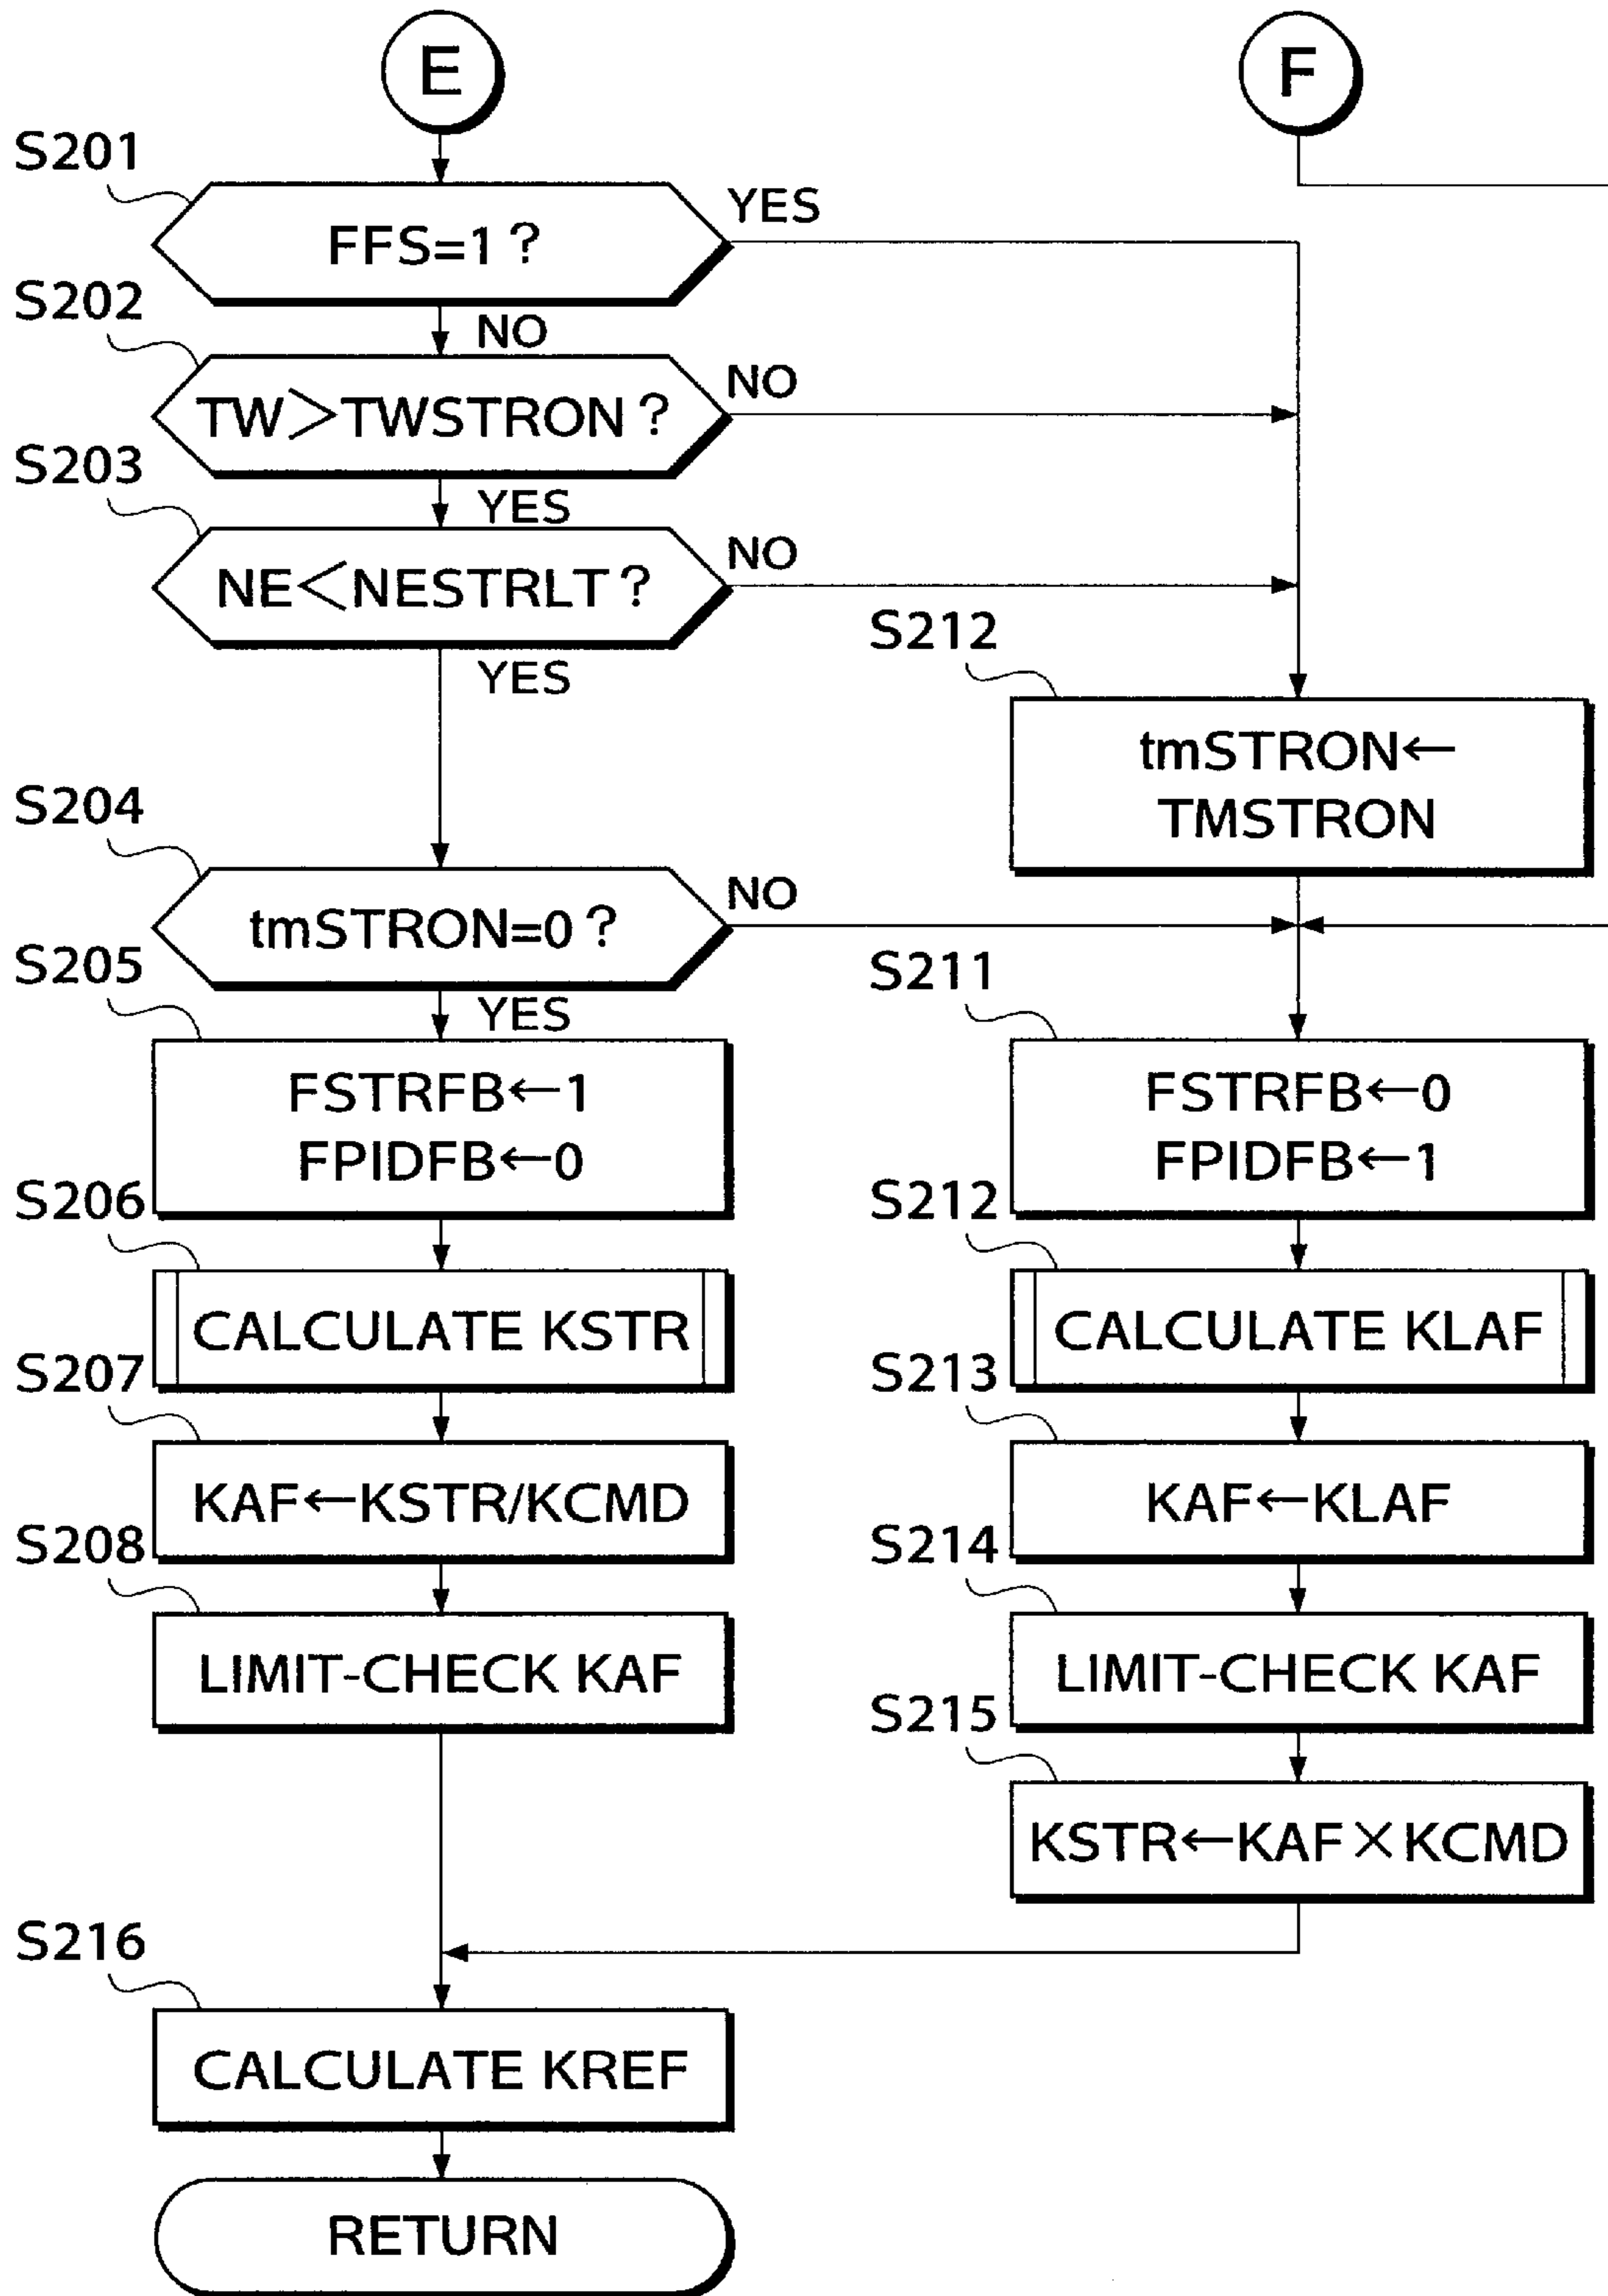 E
F
S201
FFS=1?
YES
NO
S202
TW>TWSTRON?
NO
YES
S203
NE<NESTRLT?
NO
YES
S212
tmSTRON←
TMSTRON
S204
tmSTRON=0?
NO
YES
S205
FSTRFB←1
FPIDFB←0
S211
FSTRFB←0
FPIDFB←1
S206
CALCULATE KSTR
S212
CALCULATE KLAF
S207
KAF←KSTR/KCMD
S213
KAF←KLAF
S208
LIMIT-CHECK KAF
S214
LIMIT-CHECK KAF
S215
KSTR←KAF×KCMD
S216
CALCULATE KREF
RETURN